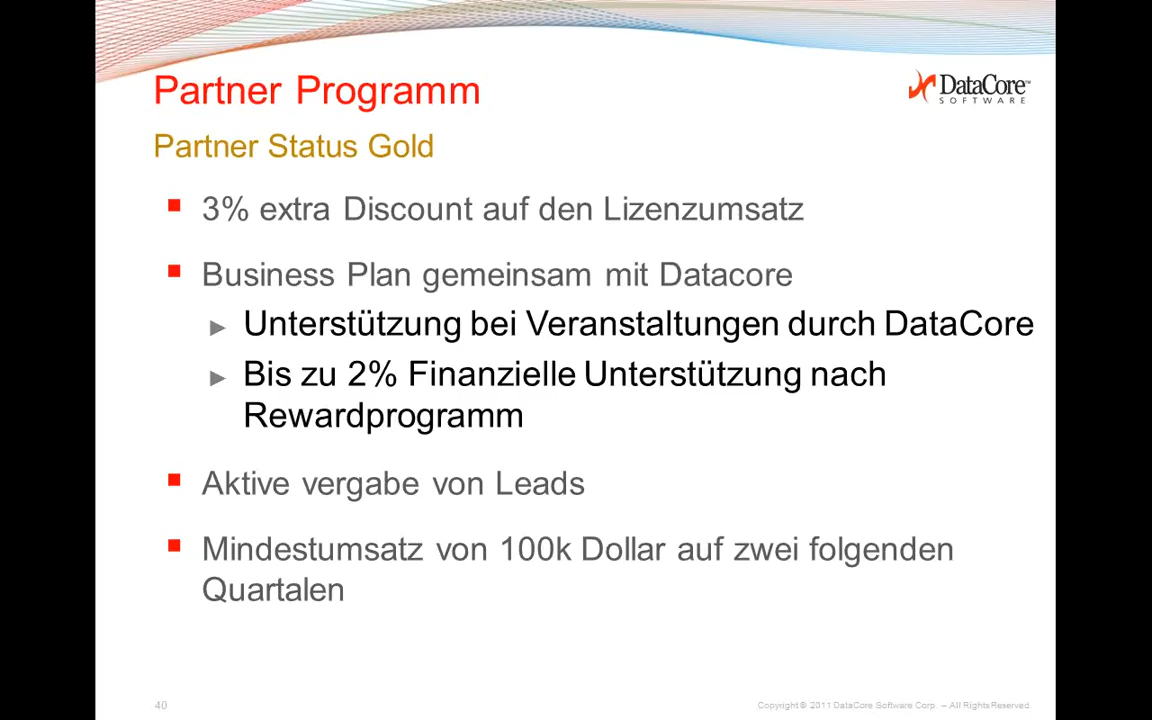 Partner Programm
DataCore™
SOFTWARE
Partner Status Gold
3% extra Discount auf den Lizenzumsatz
Business Plan gemeinsam mit Datacore
Unterstützung bei Veranstaltungen durch DataCore
Bis zu 2% Finanzielle Unterstützung nach
Rewardprogramm
Aktive vergabe von Leads
Mindestumsatz von 100k Dollar auf zwei folgenden
Quartalen
40
Copyright © 2011 DataCore Software Corp. – All Rights Reserved.